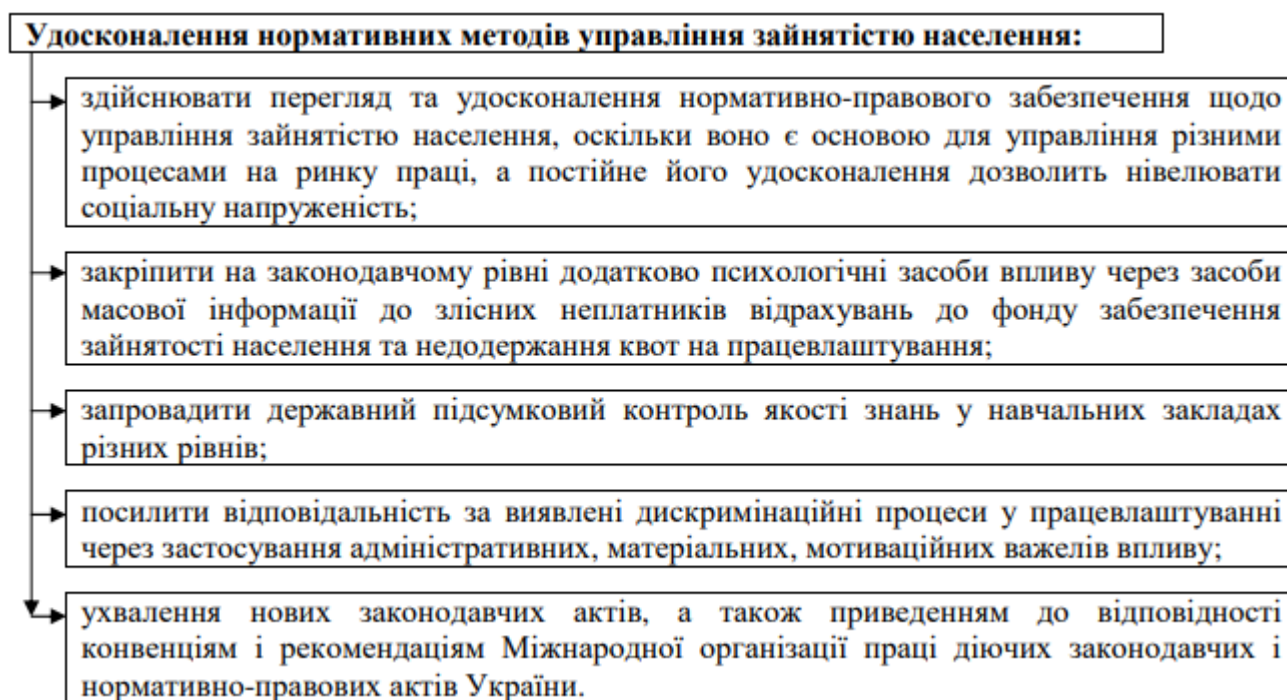 Удосконалення нормативних методів управління зайнятістю населення:
здійснювати перегляд та удосконалення нормативно-правового забезпечення щодо
управління зайнятістю населення, оскільки воно є основою для управління різними
процесами на ринку праці, а постійне його удосконалення дозволить нівелювати
соціальну напруженість;
закріпити на законодавчому рівні додатково психологічні засоби впливу через засоби
масової інформації до злісних неплатників відрахувань до фонду забезпечення
зайнятості населення та недодержання квот на працевлаштування;
запровадити державний підсумковий контроль якості знань у навчальних закладах
різних рівнів;
посилити відповідальність за виявлені дискримінаційні процеси у працевлаштуванні
через застосування адміністративних, матеріальних, мотиваційних важелів впливу;
ухвалення нових законодавчих актів, а також приведенням до відповідності
конвенціям і рекомендаціям Міжнародної організації праці діючих законодавчих і
нормативно-правових актів України.